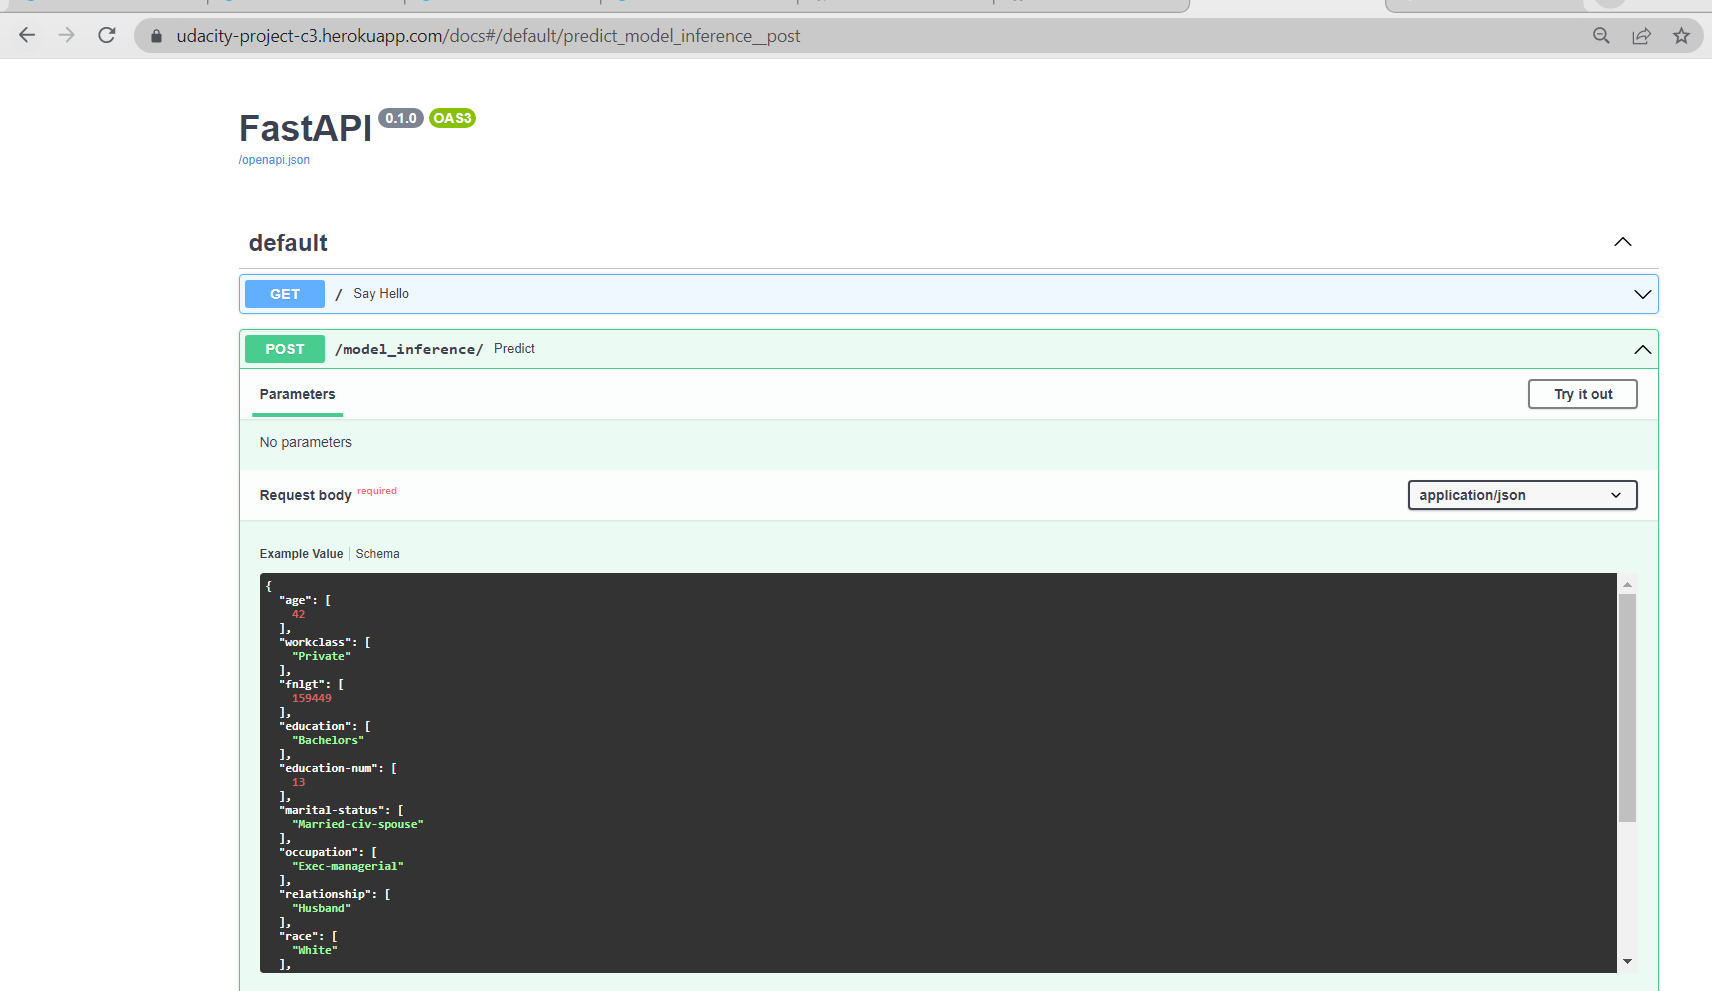 udacity-project-c3.herokuapp.com/docs#/default/predict_model_inference__post
FastAPI 0.1.0 OAS3
/openapi.json
default
GET / Say Hello
POST /model_inference/ Predict
Parameters Try it out
No parameters
Request body required application/json
Example Value Schema
{
"age": [
42
],
"workclass": [
"Private"
],
"fnlgt": [
159449
],
"education": [
"Bachelors"
],
"education-num": [
13
],
"marital-status": [
"Married-civ-spouse"
],
"occupation": [
"Exec-managerial"
],
"relationship": [
"Husband"
],
"race": [
"White"
],